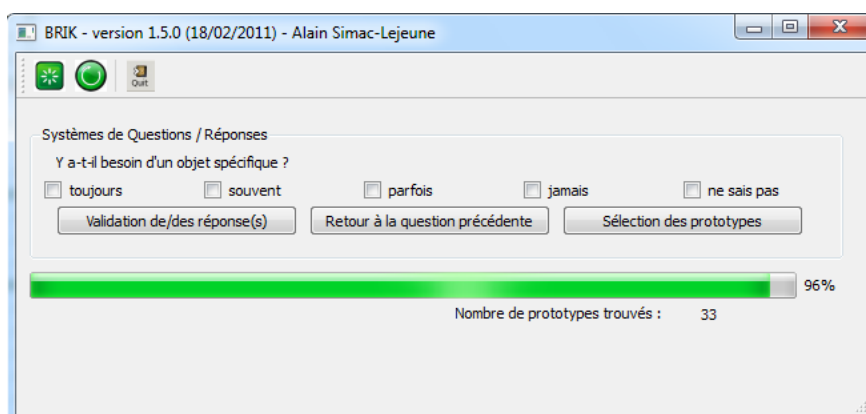 BRIK - version 1.5.0 (18/02/2011) - Alain Simac-Lejeune
Quit
Systèmes de Questions / Réponses
Y a-t-il besoin d'un objet spécifique ?
toujours souvent parfois jamais ne sais pas
Validation de/des réponse(s) Retour à la question précédente Sélection des prototypes
96%
Nombre de prototypes trouvés : 33